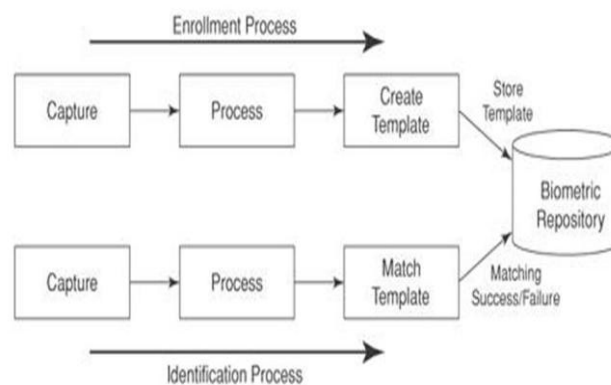 Enrollment Process
Capture
Process
Create
Template
Store
Template
Biometric
Repository
Capture
Process
Match
Template
Matching
Success/Failure
Identification Process